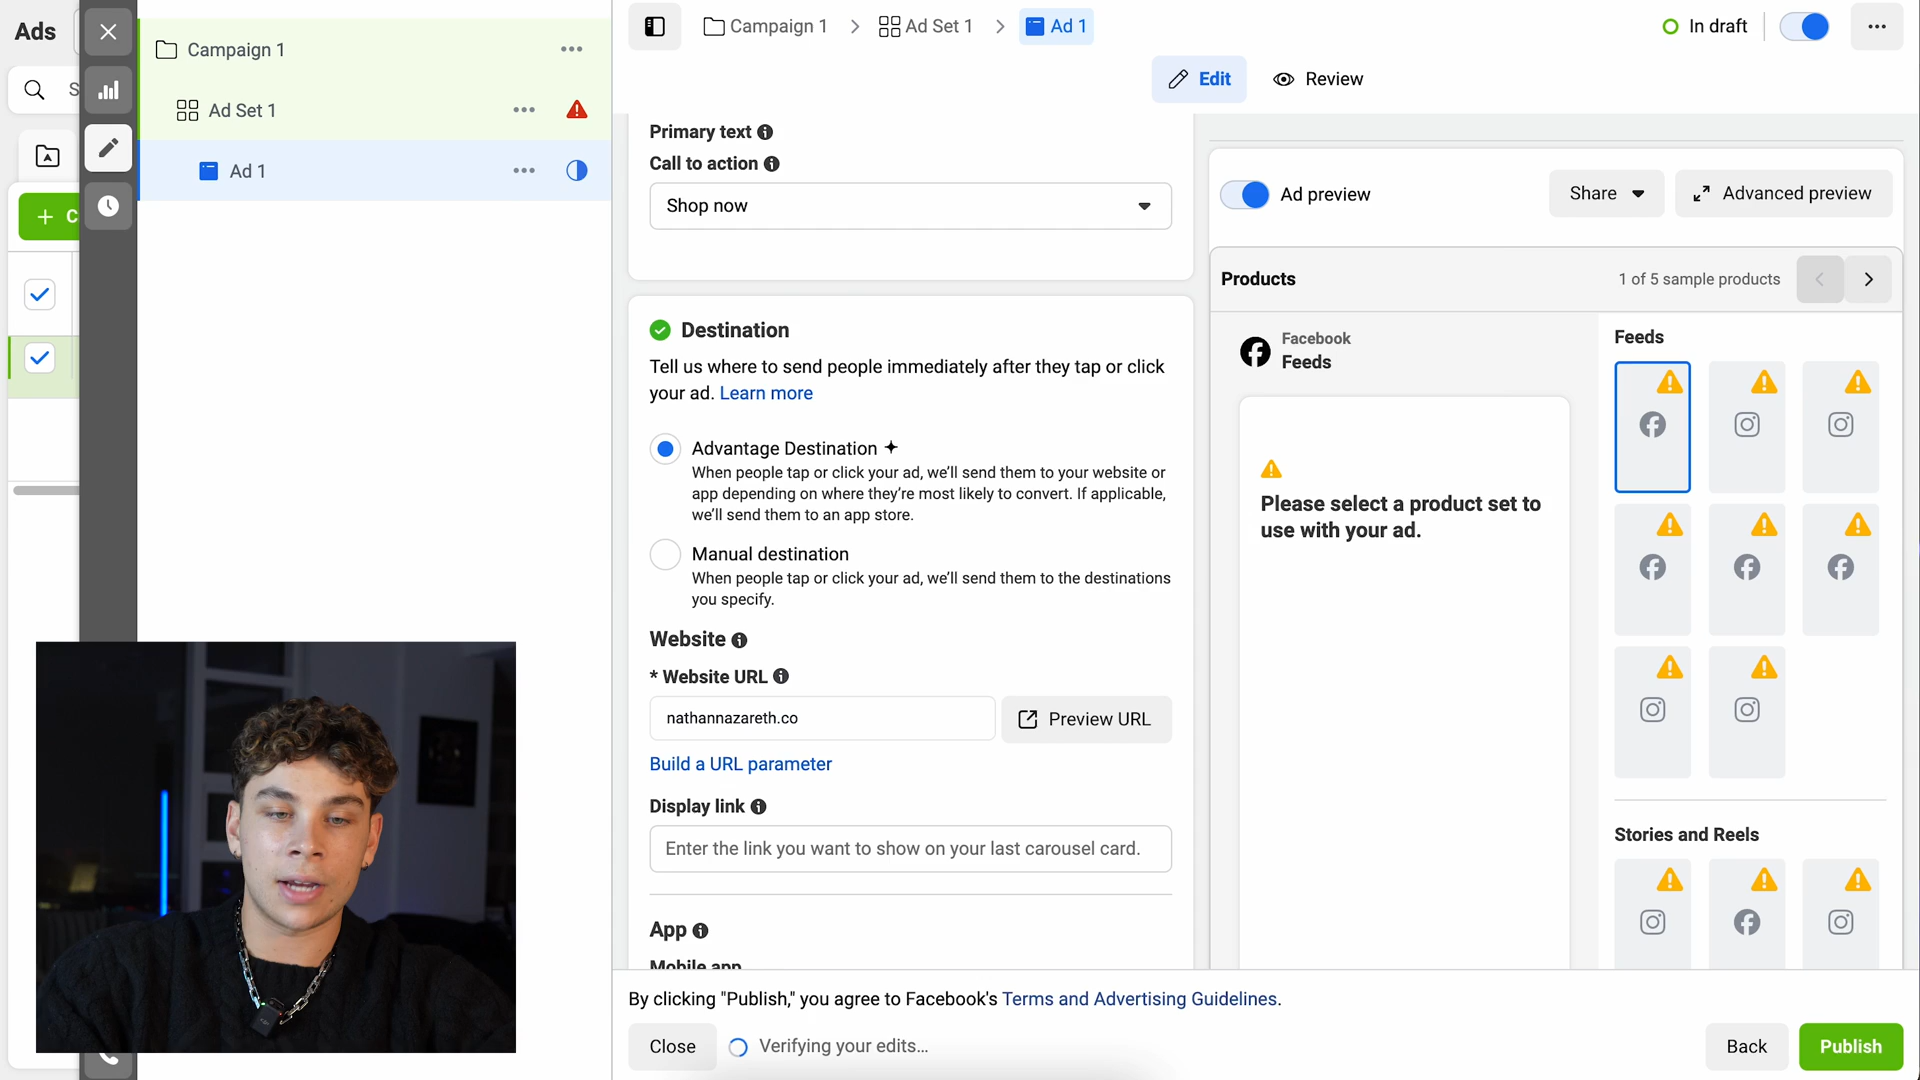 Ads
Campaign 1
Ad Set 1
Ad 1
Campaign 1
Ad Set 1
Ad 1
In draft
Edit
Review
Primary text
Call to action
Shop now
Destination
Tell us where to send people immediately after they tap or click
your ad. Learn more
Advantage Destination
When people tap or click your ad, we'll send them to your website or
app depending on where they're most likely to convert. If applicable,
we'll send them to an app store.
Manual destination
When people tap or click your ad, we'll send them to the destinations
you specify.
Website
* Website URL
nathannazareth.co
Preview URL
Build a URL parameter
Display link
Enter the link you want to show on your last carousel card.
App
Mobile app
Ad preview
Share
Advanced preview
Products
1 of 5 sample products
Facebook
Feeds
Please select a product set to
use with your ad.
Feeds
Stories and Reels
By clicking "Publish," you agree to Facebook's Terms and Advertising Guidelines.
Close
Verifying your edits...
Back
Publish